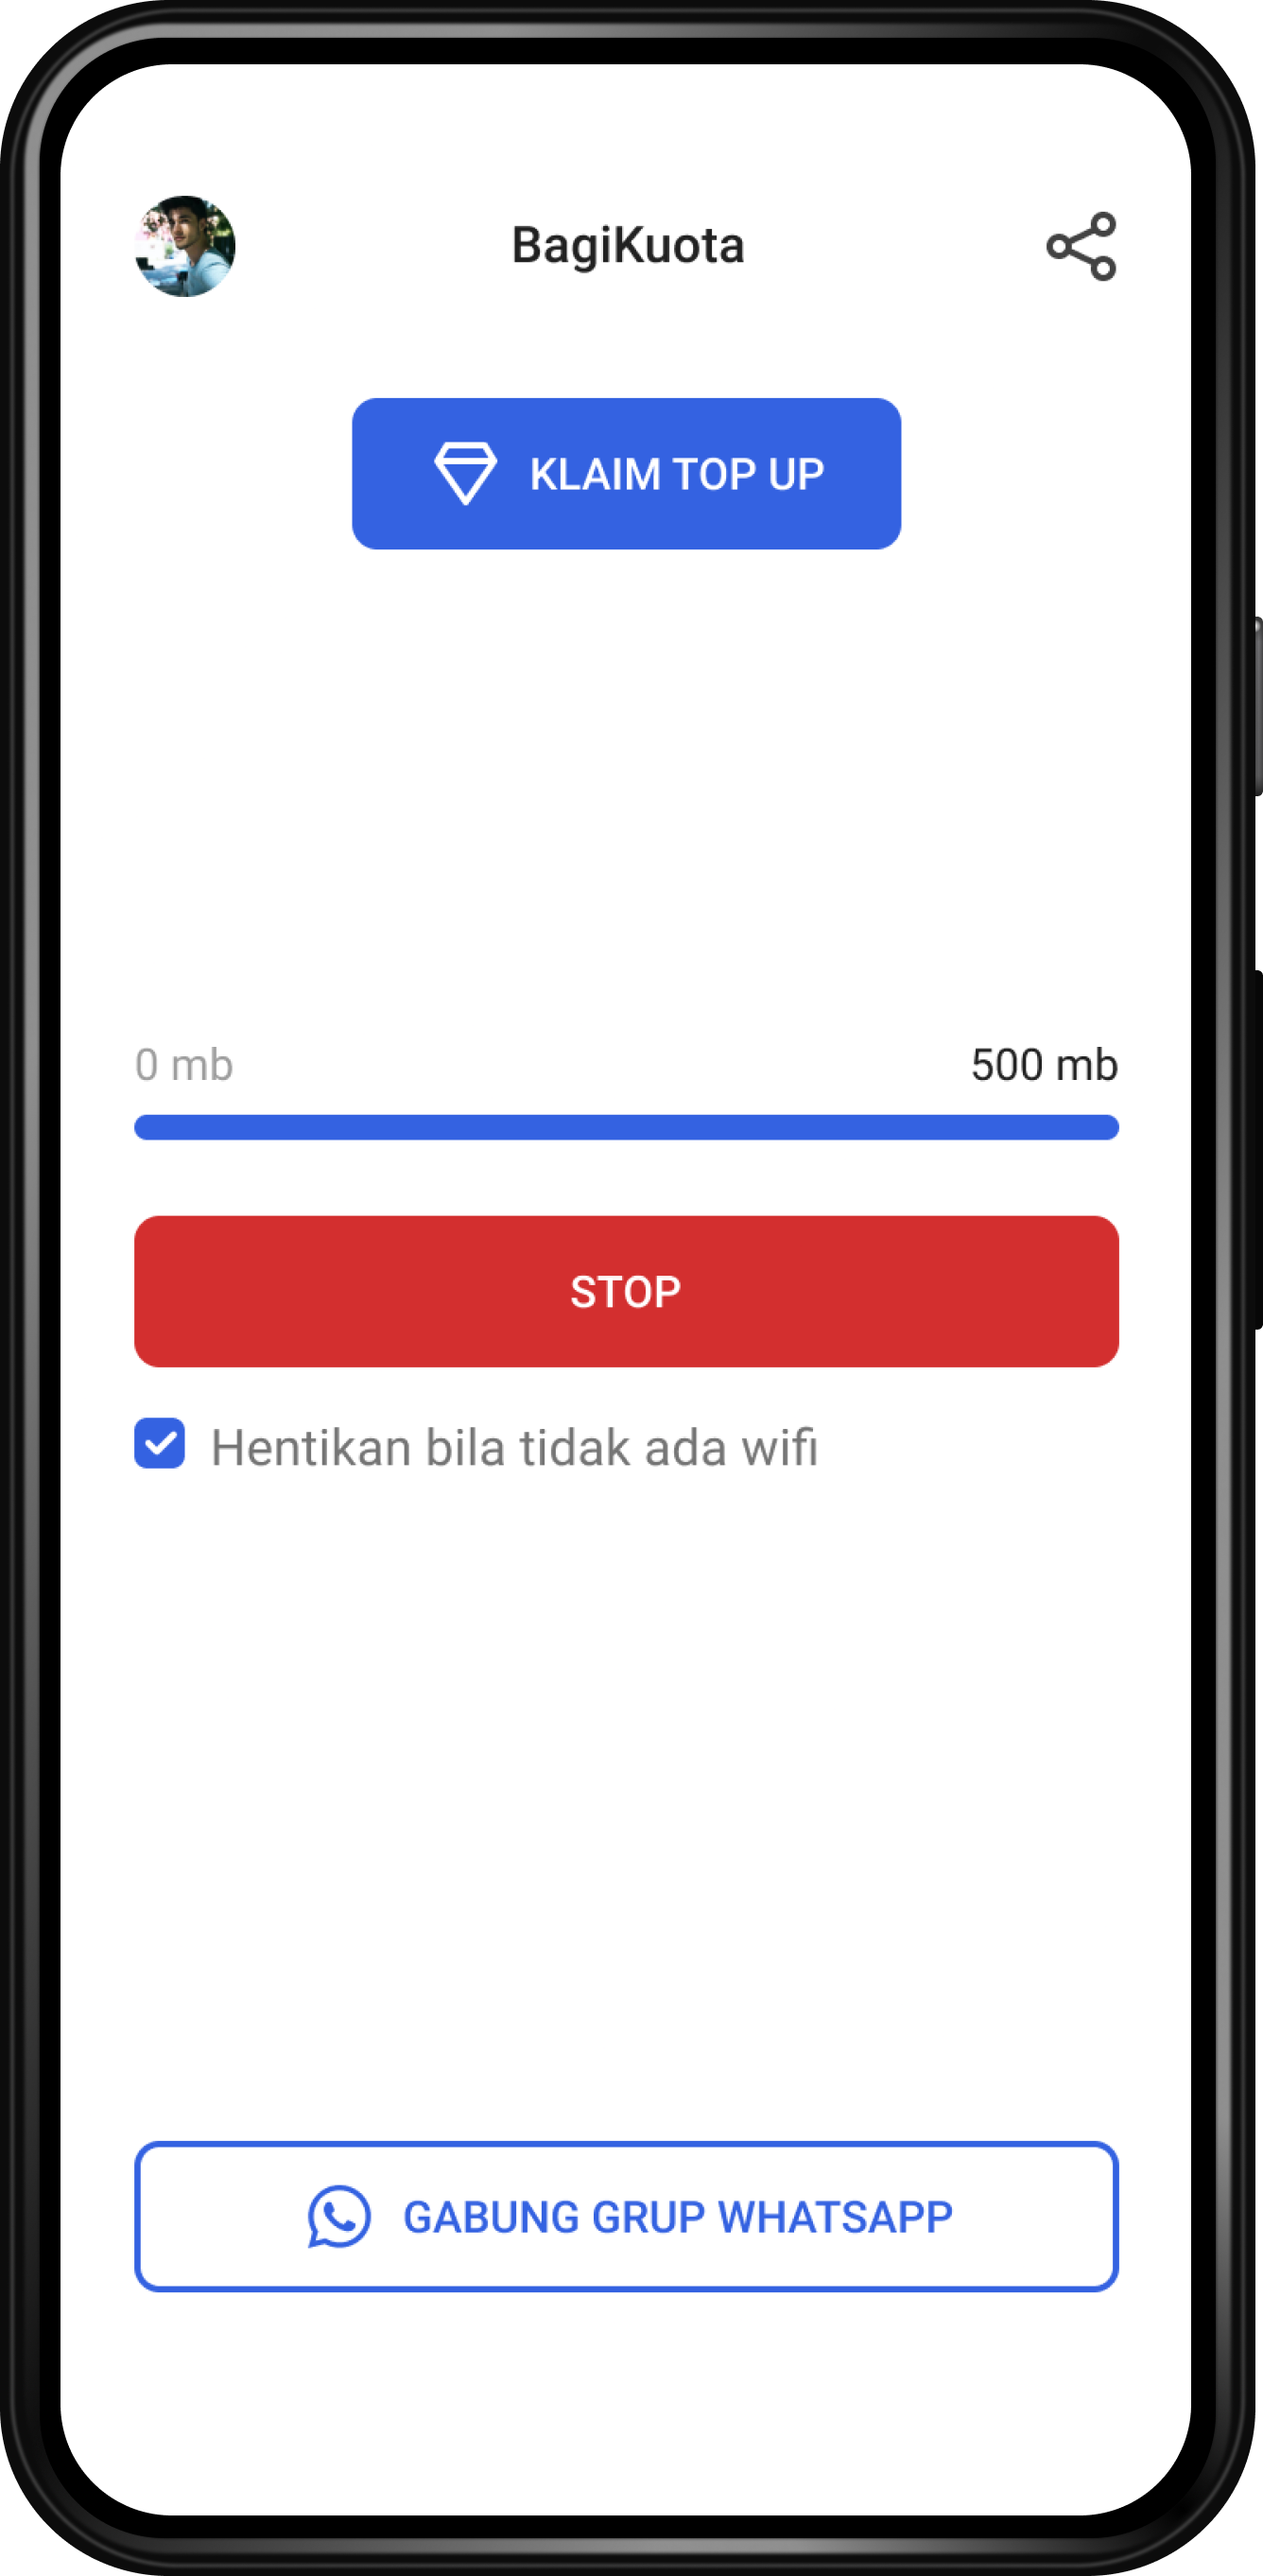 BagiKuota
KLAIM TOP UP
0 mb
500 mb
STOP
Hentikan bila tidak ada wifi
GABUNG GRUP WHATSAPP